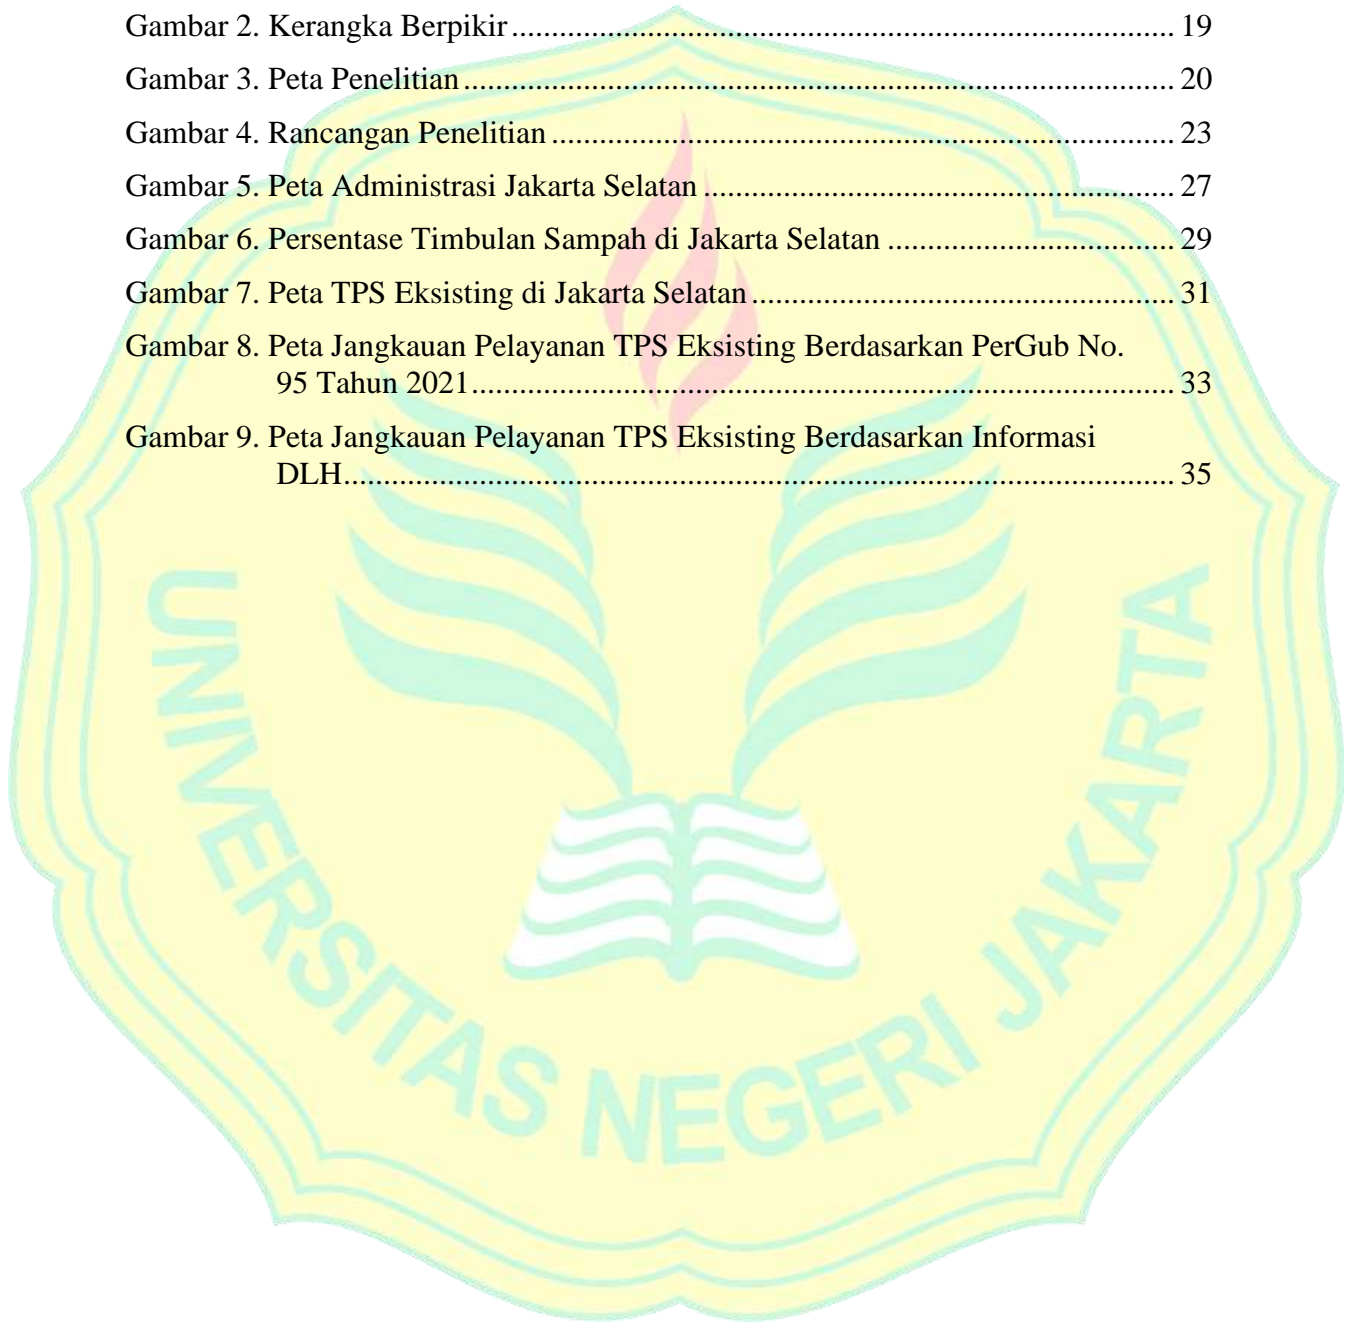 Gambar 2. Kerangka Berpikir................................................................................... 19
Gambar 3. Peta Penelitian......................................................................................... 20
Gambar 4. Rancangan Penelitian .............................................................................. 23
Gambar 5. Peta Administrasi Jakarta Selatan ........................................................... 27
Gambar 6. Persentase Timbulan Sampah di Jakarta Selatan .................................... 29
Gambar 7. Peta TPS Eksisting di Jakarta Selatan..................................................... 31
Gambar 8. Peta Jangkauan Pelayanan TPS Eksisting Berdasarkan PerGub No.
95 Tahun 2021........................................................................................ 33
Gambar 9. Peta Jangkauan Pelayanan TPS Eksisting Berdasarkan Informasi
DLH........................................................................................................ 35
UNIVERSITAS NEGERI JAKARTA